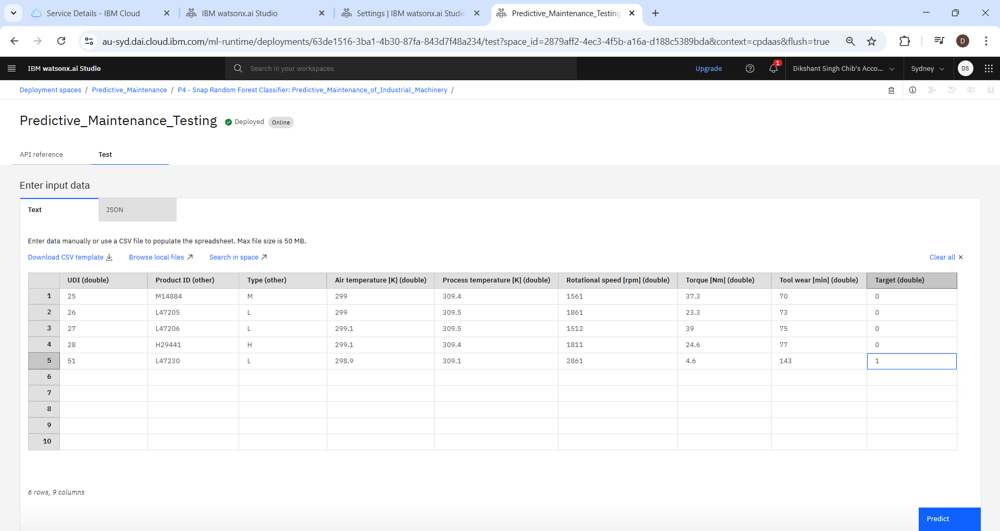 Service Details - IBM Cloud
IBM watsonx.ai Studio
Settings | IBM watsonx.ai Studio
Predictive_Maintenance_Testing
au-syd.dai.cloud.ibm.com/ml-runtime/deployments/63de1516-3ba1-4b30-87fa-843d7f48a234/test?space_id=2879aff2-4ec3-4f5b-a16a-d188c5389bda&context=cpdaas&flush=true
D
IBM watsonx.ai Studio
Search in your workspaces
Upgrade
1
Dikshant Singh Chib's Acco...
Sydney
DS
Deployment spaces / Predictive_Maintenance / P4 - Snap Random Forest Classifier: Predictive_Maintenance_of_Industrial_Machinery /
Predictive_Maintenance_Testing
Deployed
Online
API reference
Test
Enter input data
Text
JSON
Enter data manually or use a CSV file to populate the spreadsheet. Max file size is 50 MB.
Download CSV template
Browse local files
Search in space
Clear all
UDI (double) Product ID (other) Type (other) Air temperature [K] (double) Process temperature [K] (double) Rotational speed [rpm] (double) Torque [Nm] (double) Tool wear [min] (double) Target (double)
1 25 M14884 M 299 309.4 1561 37.3 70 0
2 26 L47205 L 299 309.5 1861 23.3 73 0
3 27 L47206 L 299.1 309.5 1512 39 75 0
4 28 H29441 H 299.1 309.4 1811 24.6 77 0
5 51 L47230 L 298.9 309.1 2861 4.6 143 1
6
7
8
9
10
6 rows, 9 columns
Predict